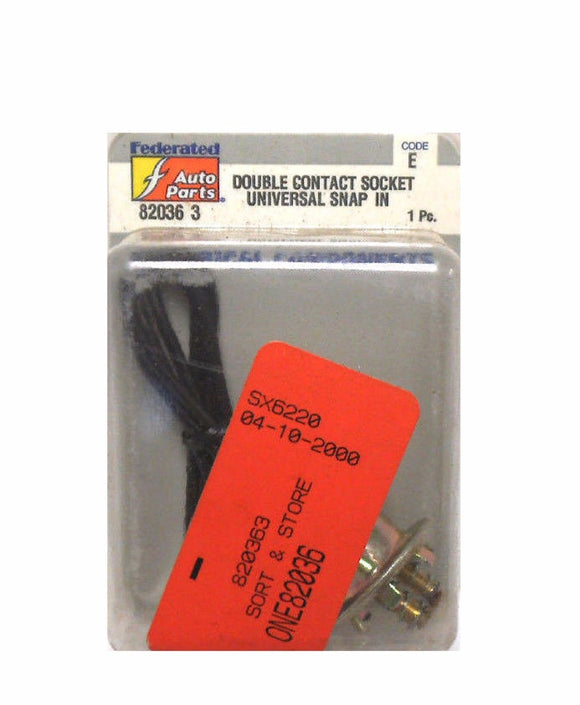 Federated
f Auto
Parts
82036 3
DOUBLE CONTACT SOCKET
UNIVERSAL SNAP IN
CODE
E
1 Pc.
SX6220
04-10-2000
820363
SORT & STORE
ONE82036